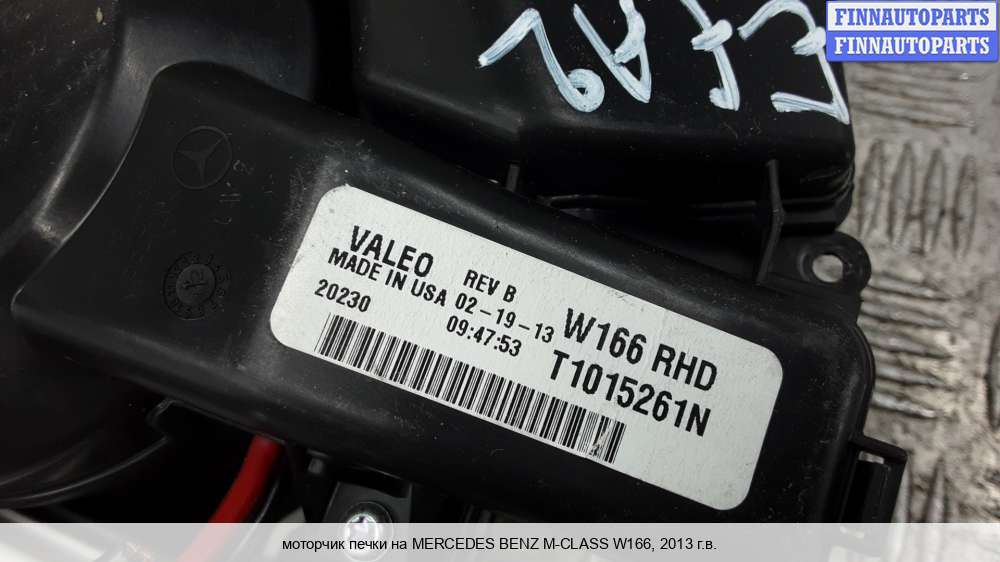 FINNAUTOPARTS
FINNAUTOPARTS
VALEO
REV B
MADE IN USA 02-19-13
W166 RHD
20230
09:47:53
T1015261N
моторчик печки на MERCEDES BENZ M-CLASS W166, 2013 г.в.